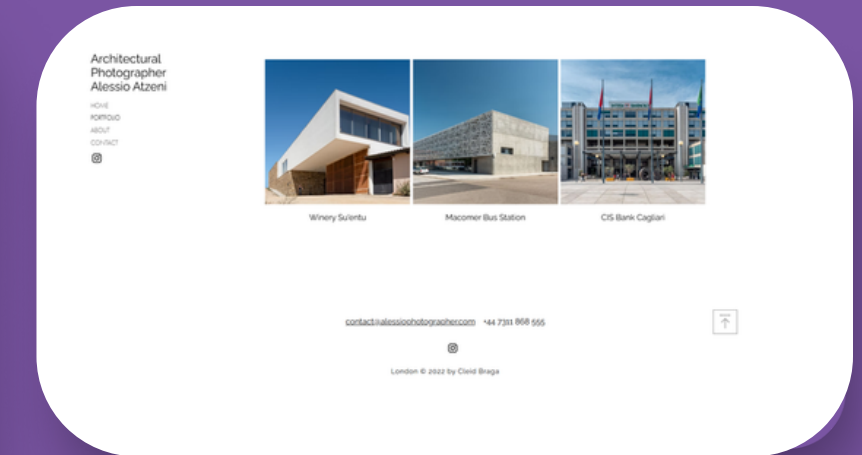 Architectural
Photographer
Alessio Atzeni
HOME
PORTFOLIO
ABOUT
CONTACT
Winery Su'entu
Macomer Bus Station
CIS Bank Cagliari
contact@alessiophotographer.com +44 7311 868 555
London © 2022 by Cleid Braga